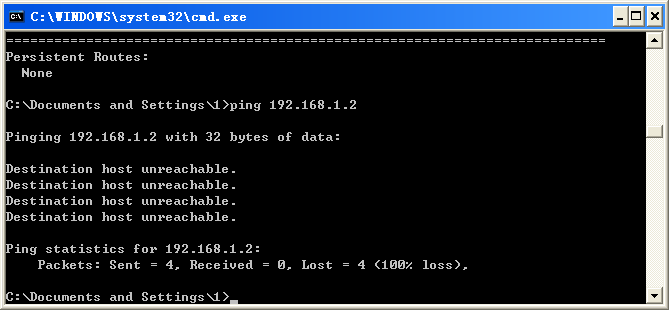 C:\WINDOWS\system32\cmd.exe
===========================================================================
Persistent Routes:
  None
C:\Documents and Settings\1>ping 192.168.1.2
Pinging 192.168.1.2 with 32 bytes of data:
Destination host unreachable.
Destination host unreachable.
Destination host unreachable.
Destination host unreachable.
Ping statistics for 192.168.1.2:
    Packets: Sent = 4, Received = 0, Lost = 4 (100% loss),
C:\Documents and Settings\1>_